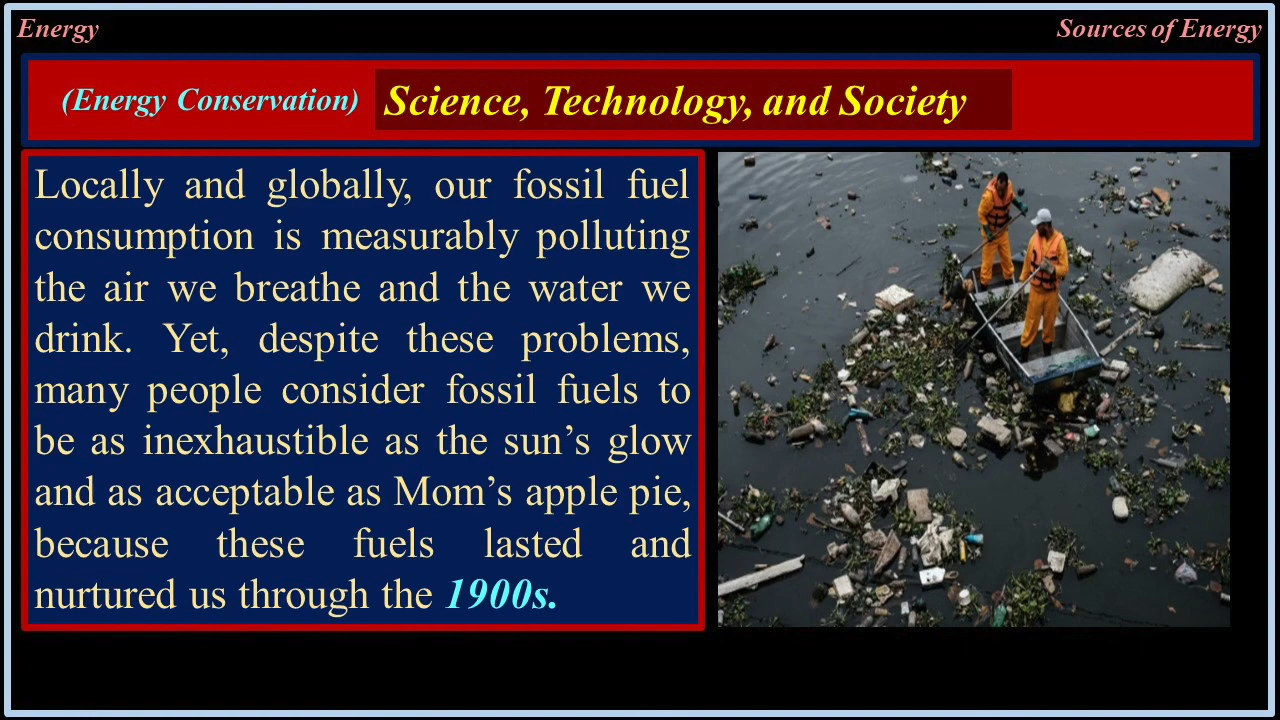 Energy
Sources of Energy
(Energy Conservation) Science, Technology, and Society
Locally and globally, our fossil fuel
consumption is measurably polluting
the air we breathe and the water we
drink. Yet, despite these problems,
many people consider fossil fuels to
be as inexhaustible as the sun’s glow
and as acceptable as Mom’s apple pie,
because these fuels lasted and
nurtured us through the 1900s.